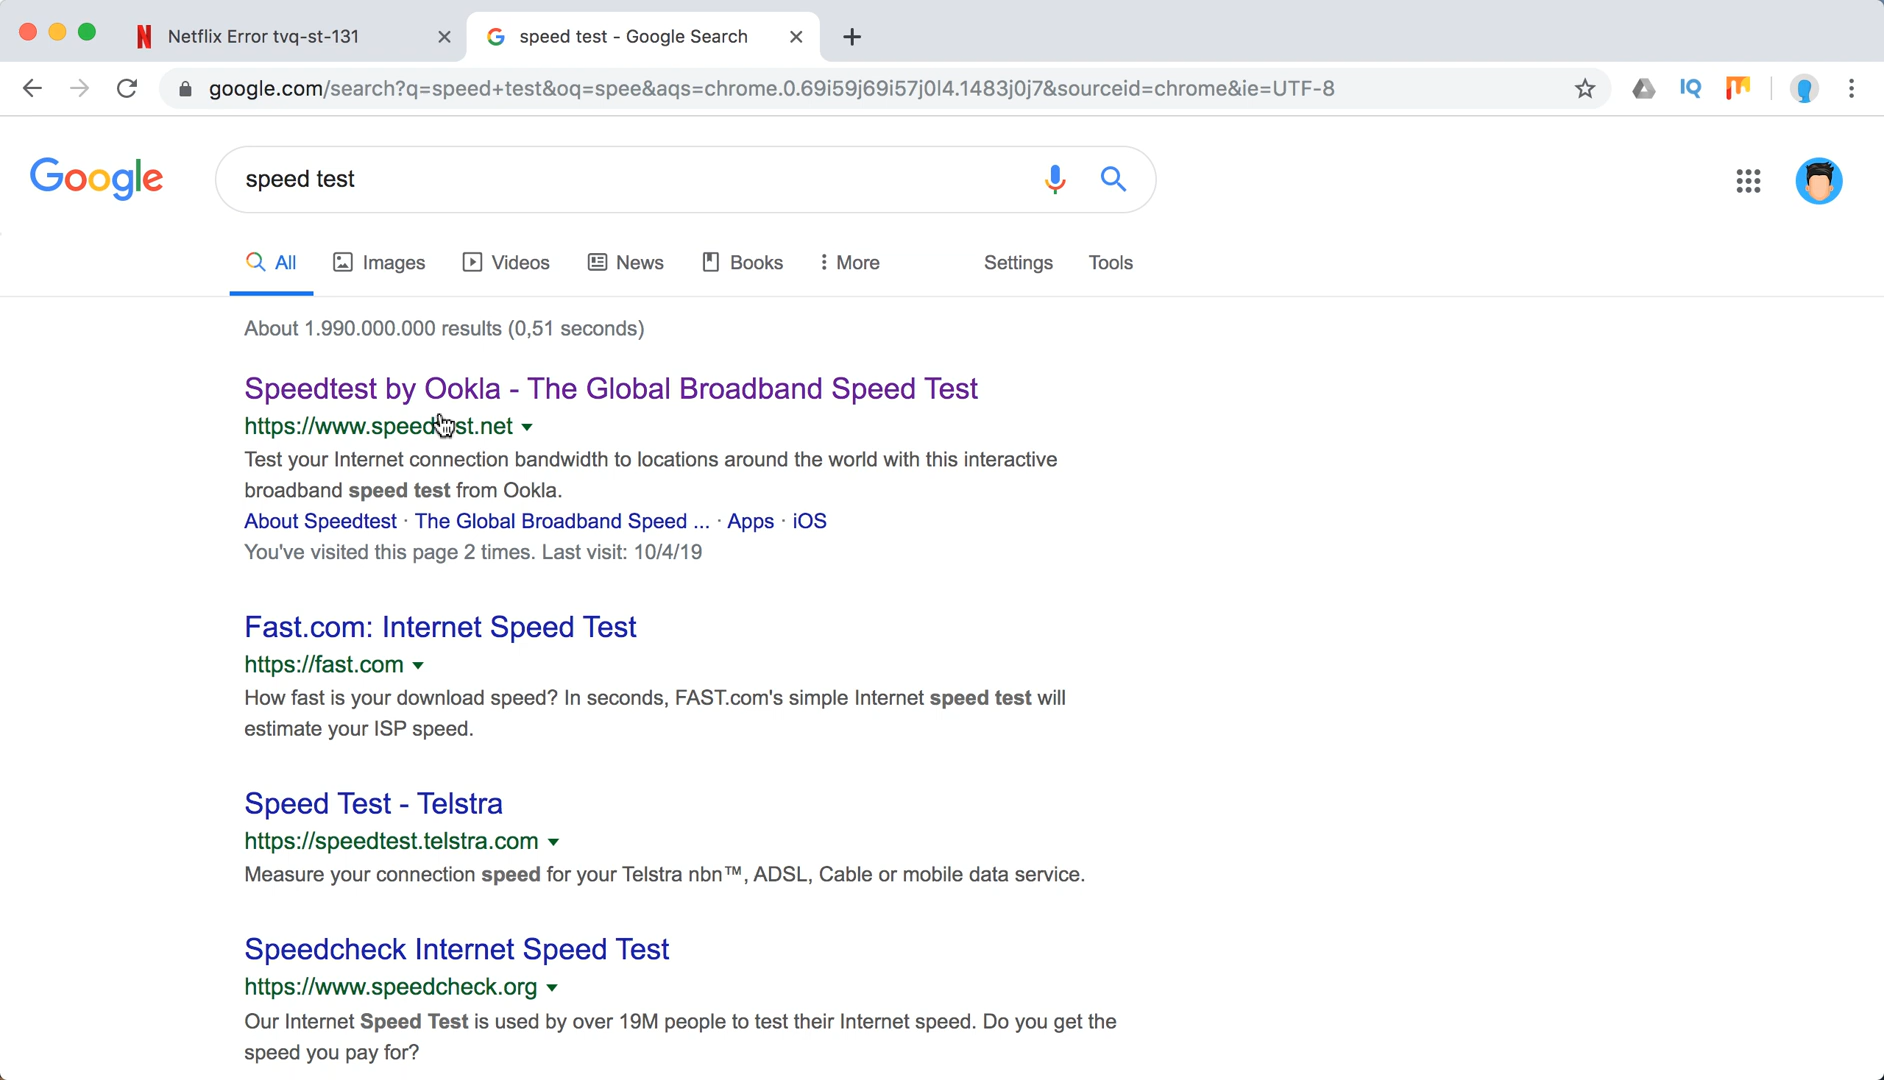 Netflix Error tvq-st-131
speed test - Google Search
google.com/search?q=speed+test&oq=spee&aqs=chrome.0.69i59j69i57j0l4.1483j0j7&sourceid=chrome&ie=UTF-8
IQ
Google
speed test
All Images Videos News Books More Settings Tools
About 1.990.000.000 results (0,51 seconds)
Speedtest by Ookla - The Global Broadband Speed Test
https://www.speedtest.net
Test your Internet connection bandwidth to locations around the world with this interactive
broadband speed test from Ookla.
About Speedtest · The Global Broadband Speed ... · Apps · iOS
You've visited this page 2 times. Last visit: 10/4/19
Fast.com: Internet Speed Test
https://fast.com
How fast is your download speed? In seconds, FAST.com's simple Internet speed test will
estimate your ISP speed.
Speed Test - Telstra
https://speedtest.telstra.com
Measure your connection speed for your Telstra nbn™, ADSL, Cable or mobile data service.
Speedcheck Internet Speed Test
https://www.speedcheck.org
Our Internet Speed Test is used by over 19M people to test their Internet speed. Do you get the
speed you pay for?